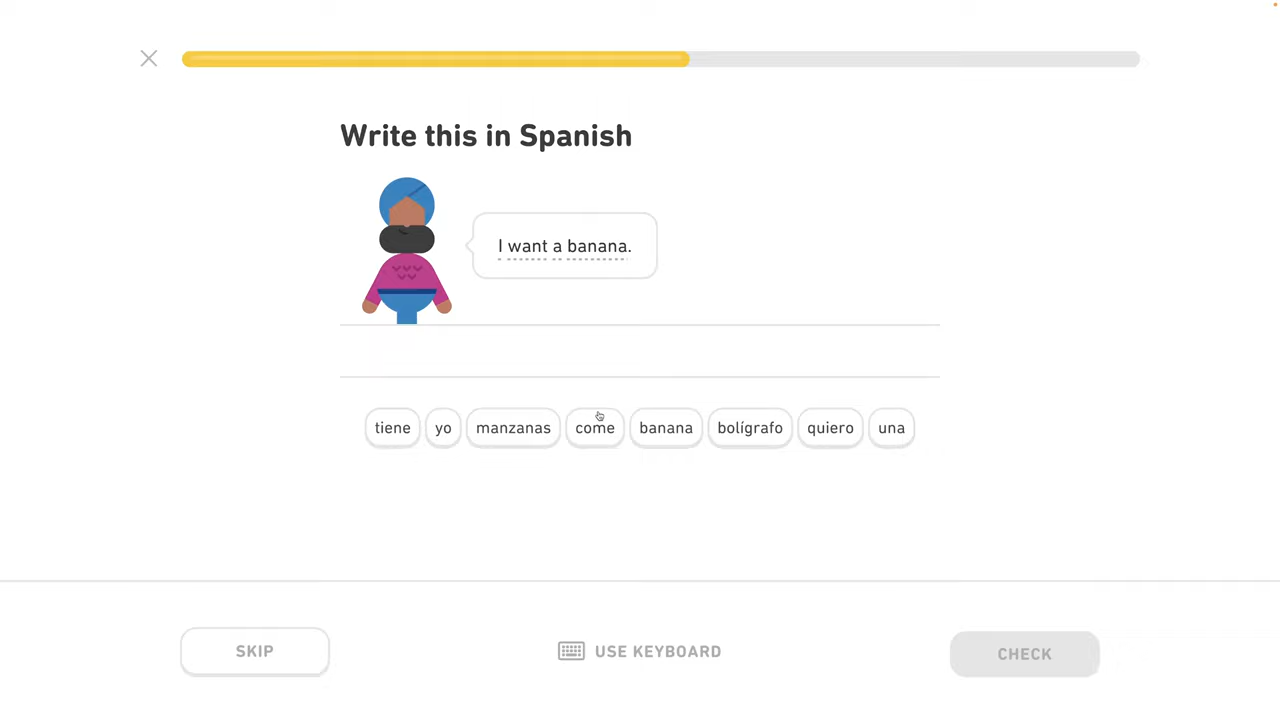 Write this in Spanish
I want a banana.
tiene yo manzanas come banana bolígrafo quiero una
SKIP USE KEYBOARD CHECK